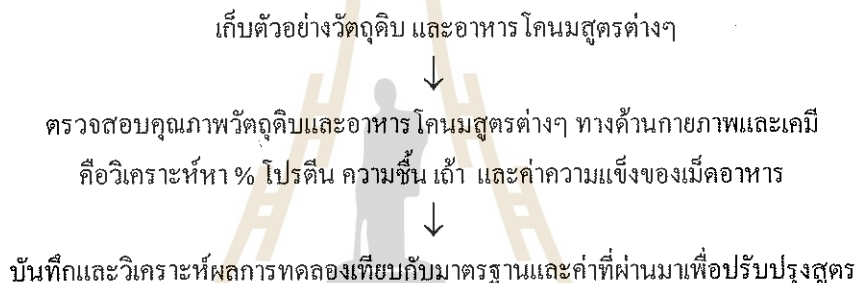 เก็บตัวอย่างวัตถุดิบ และอาหารโคนมสูตรต่างๆ
ตรวจสอบคุณภาพวัตถุดิบและอาหารโคนมสูตรต่างๆ ทางด้านกายภาพและเคมี
คือวิเคราะห์หา % โปรตีน ความชื้น เถ้า และค่าความแข็งของเม็ดอาหาร
บันทึกและวิเคราะห์ผลการทดลองเทียบกับมาตรฐานและค่าที่ผ่านมาเพื่อปรับปรุงสูตร